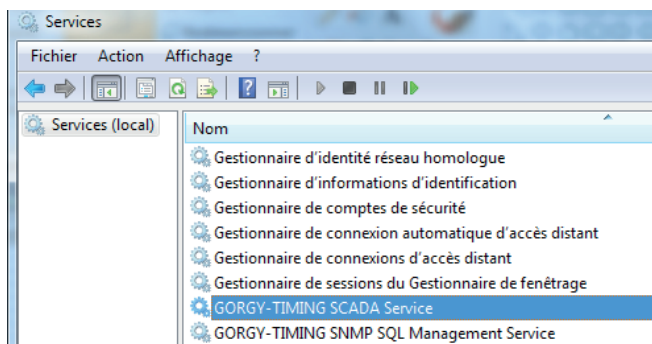 Services
Fichier Action Affichage ?
Services (local)
Nom
Gestionnaire d'identité réseau homologue
Gestionnaire d'informations d'identification
Gestionnaire de comptes de sécurité
Gestionnaire de connexion automatique d'accès distant
Gestionnaire de connexions d'accès distant
Gestionnaire de sessions du Gestionnaire de fenêtrage
GORGY-TIMING SCADA Service
GORGY-TIMING SNMP SQL Management Service